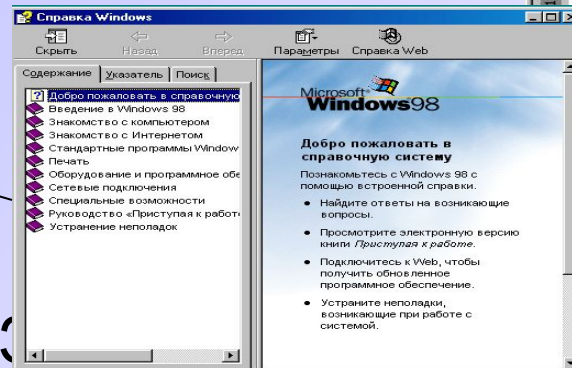 Справка Windows
Скрыть Назад Вперед Параметры Справка Web
Содержание Указатель Поиск
Добро пожаловать в справочную
Введение в Windows 98
Знакомство с компьютером
Знакомство с Интернетом
Стандартные программы Window
Печать
Оборудование и программное обе
Сетевые подключения
Специальные возможности
Руководство «Приступая к работ
Устранение неполадок
Microsoft
Windows98
Добро пожаловать в
справочную систему
Познакомьтесь с Windows 98 с
помощью встроенной справки.
• Найдите ответы на возникающие
вопросы.
• Просмотрите электронную версию
книги Приступая к работе.
• Подключитесь к Web, чтобы
получить обновленное
программное обеспечение.
• Устраните неполадки,
возникающие при работе с
системой.